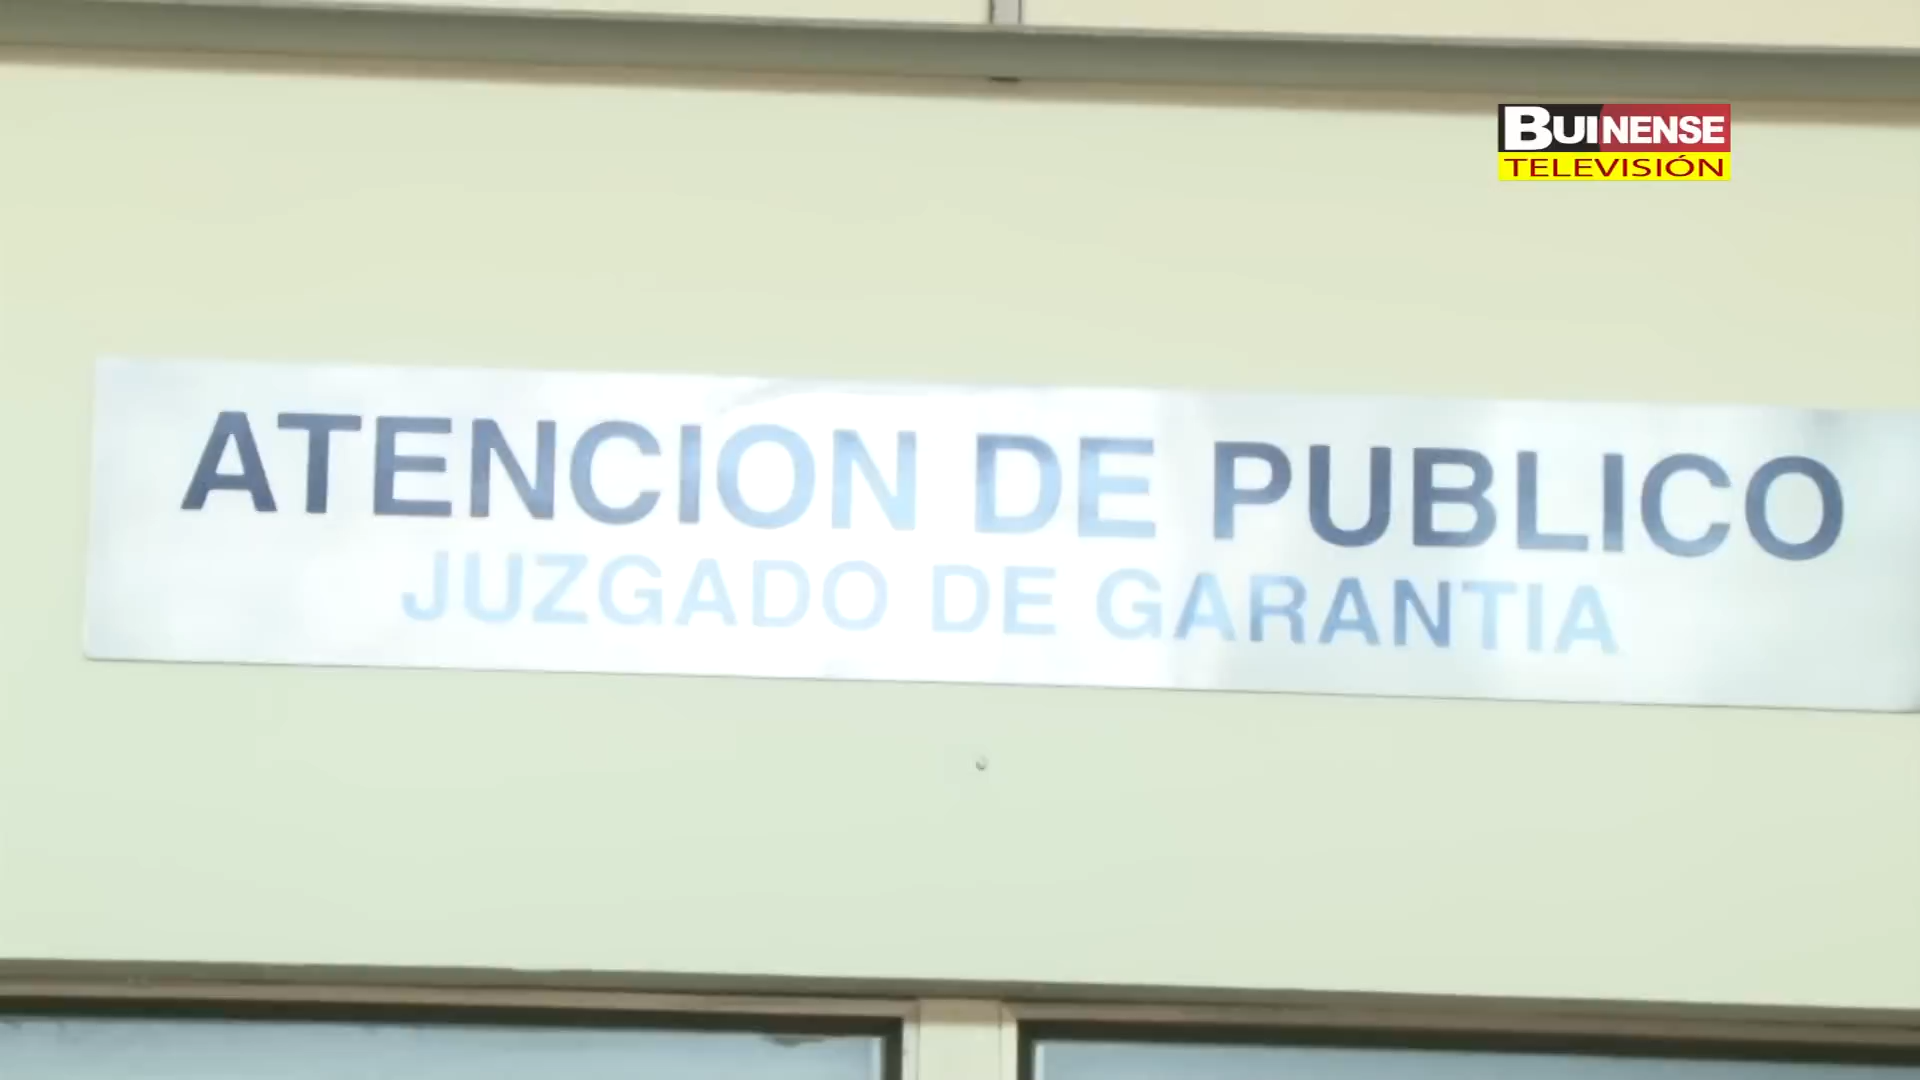 BUINENSE
TELEVISIÓN
ATENCION DE PUBLICO
JUZGADO DE GARANTIA